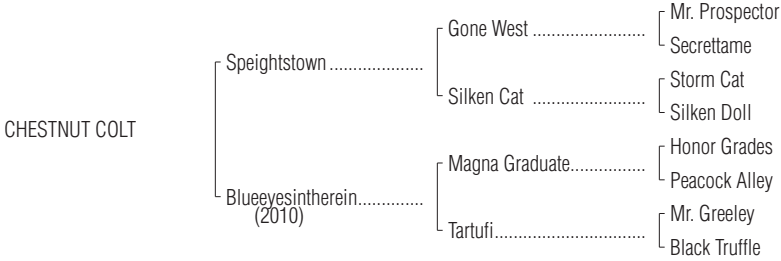 Mr. Prospector
Gone West ........................
Secrettame
Speightstown ....................
Storm Cat
Silken Cat ........................
Silken Doll
CHESTNUT COLT
Honor Grades
Magna Graduate................
Peacock Alley
Blueeyesintherein..............
(2010)
Mr. Greeley
Tartufi................................
Black Truffle